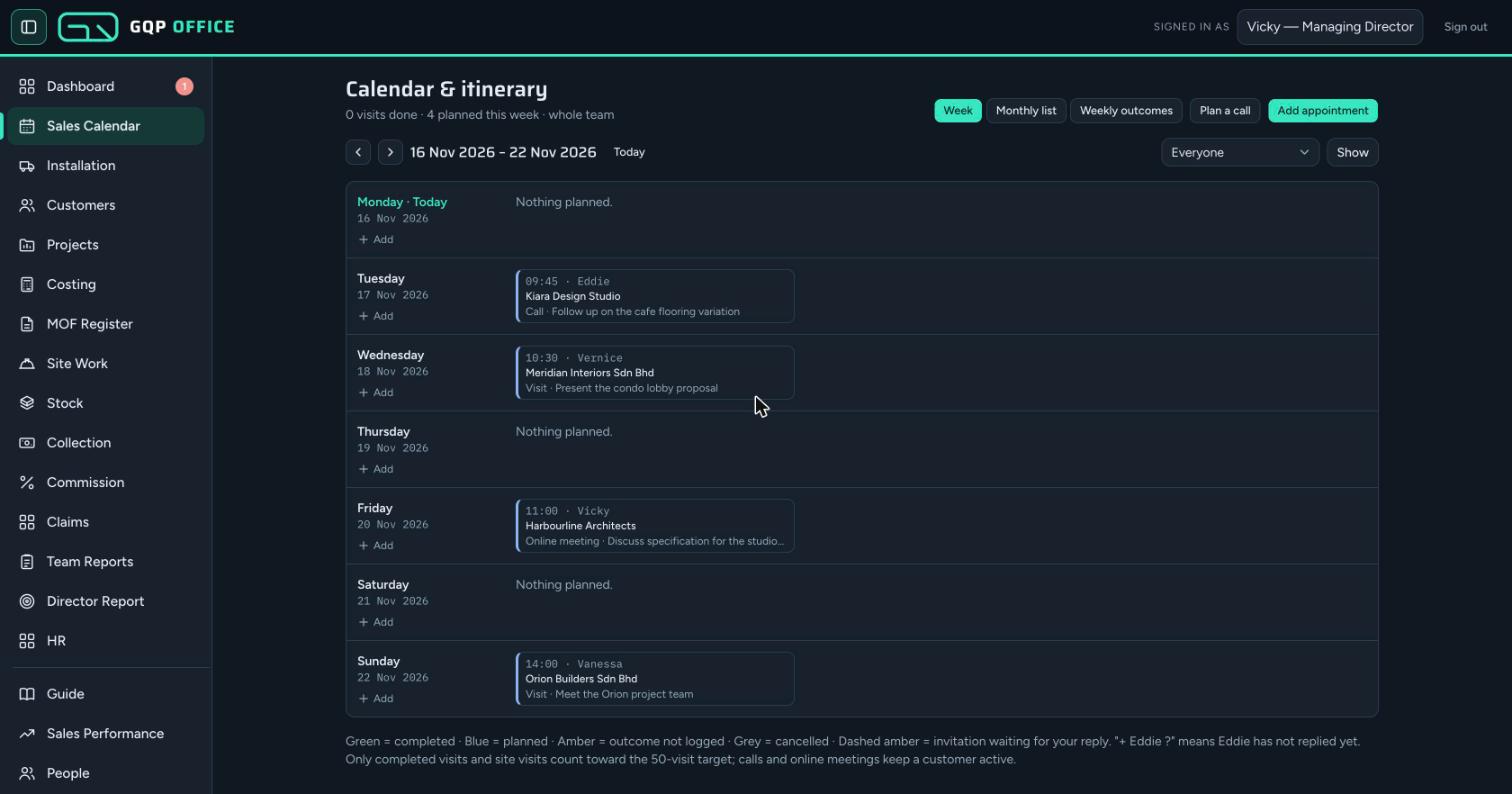 GQP OFFICE
SIGNED IN AS Vicky — Managing Director Sign out
Dashboard 1
Sales Calendar
Installation
Customers
Projects
Costing
MOF Register
Site Work
Stock
Collection
Commission
Claims
Team Reports
Director Report
HR
Guide
Sales Performance
People
Calendar & itinerary
0 visits done · 4 planned this week · whole team
Week Monthly list Weekly outcomes Plan a call Add appointment
16 Nov 2026 – 22 Nov 2026 Today
Everyone Show
Monday · Today
16 Nov 2026
+ Add
Nothing planned.
Tuesday
17 Nov 2026
+ Add
09:45 · Eddie
Kiara Design Studio
Call · Follow up on the cafe flooring variation
Wednesday
18 Nov 2026
+ Add
10:30 · Vernice
Meridian Interiors Sdn Bhd
Visit · Present the condo lobby proposal
Thursday
19 Nov 2026
+ Add
Nothing planned.
Friday
20 Nov 2026
+ Add
11:00 · Vicky
Harbourline Architects
Online meeting · Discuss specification for the studio...
Saturday
21 Nov 2026
+ Add
Nothing planned.
Sunday
22 Nov 2026
+ Add
14:00 · Vanessa
Orion Builders Sdn Bhd
Visit · Meet the Orion project team
Green = completed · Blue = planned · Amber = outcome not logged · Grey = cancelled · Dashed amber = invitation waiting for your reply. "+ Eddie ?" means Eddie has not replied yet.
Only completed visits and site visits count toward the 50-visit target; calls and online meetings keep a customer active.